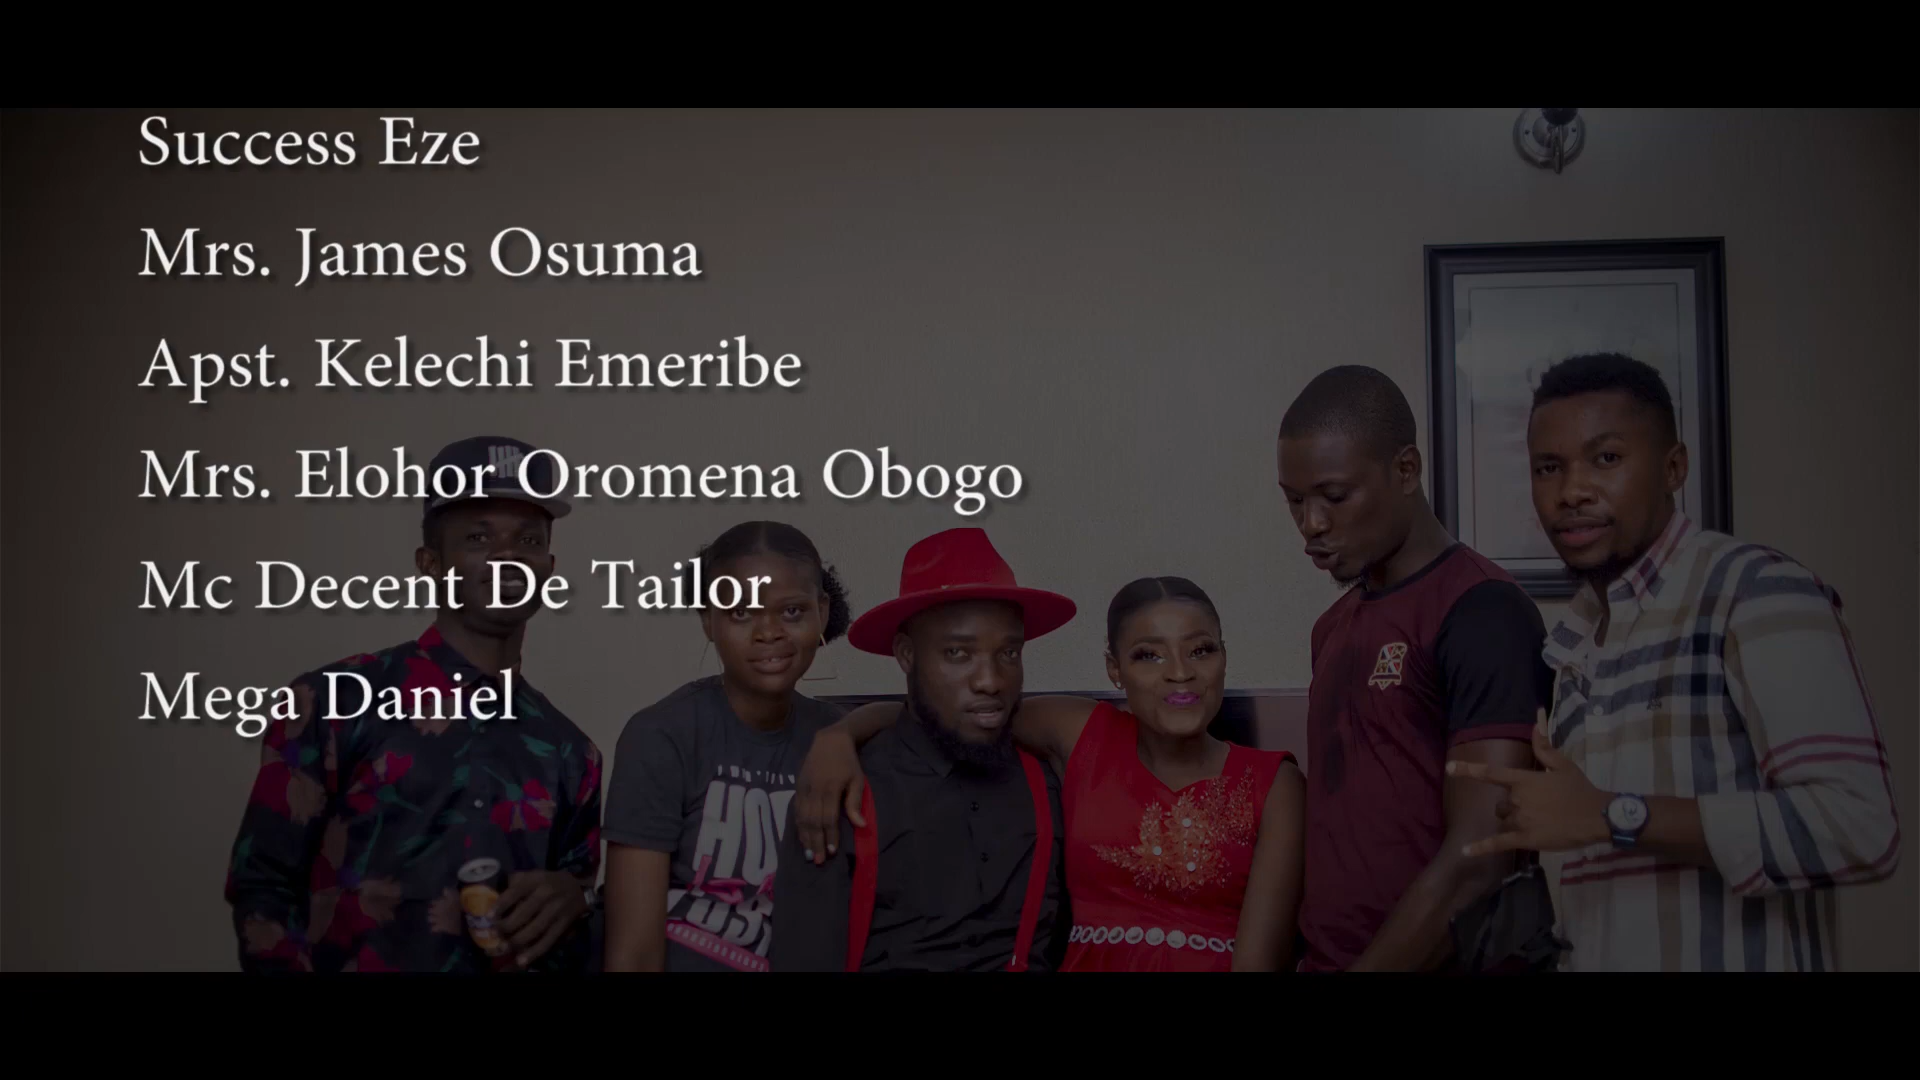 Success Eze
Mrs. James Osuma
Apst. Kelechi Emeribe
Mrs. Elohor Oromena Obogo
Mc Decent De Tailor
Mega Daniel